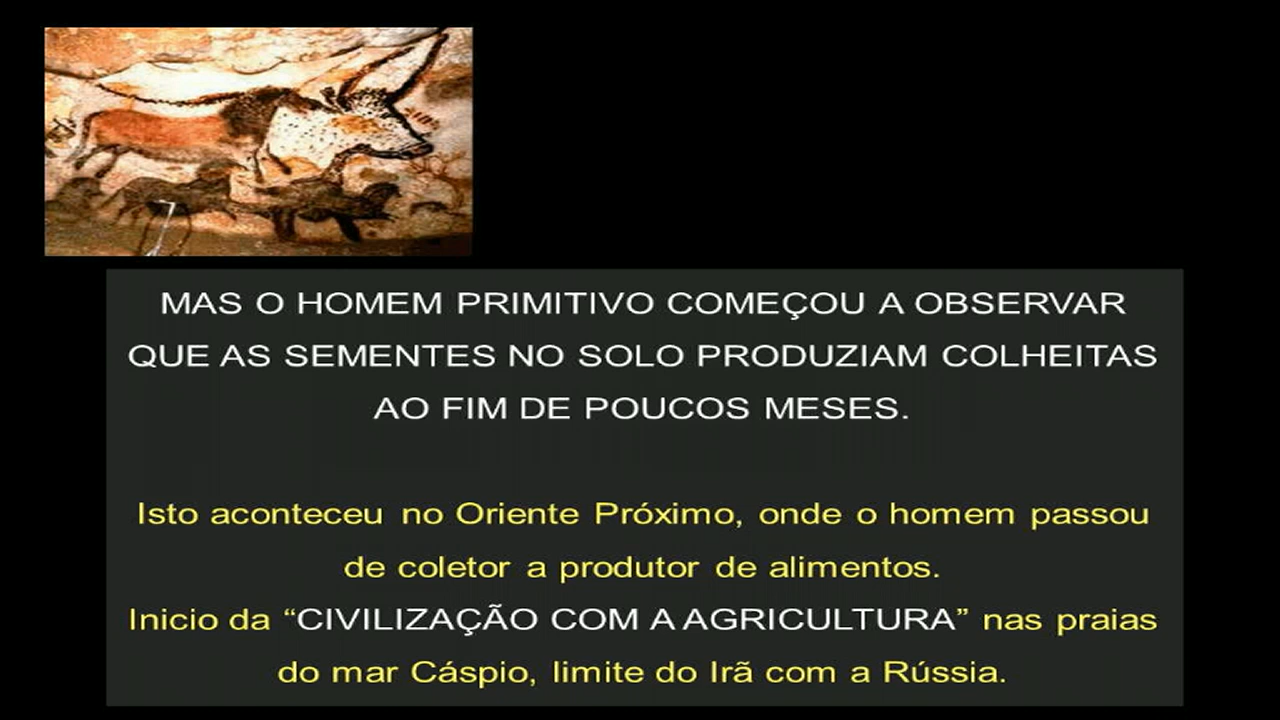 MAS O HOMEM PRIMITIVO COMEÇOU A OBSERVAR
QUE AS SEMENTES NO SOLO PRODUZIAM COLHEITAS
AO FIM DE POUCOS MESES.
Isto aconteceu no Oriente Próximo, onde o homem passou
de coletor a produtor de alimentos.
Inicio da “CIVILIZAÇÃO COM A AGRICULTURA” nas praias
do mar Cáspio, limite do Irã com a Rússia.